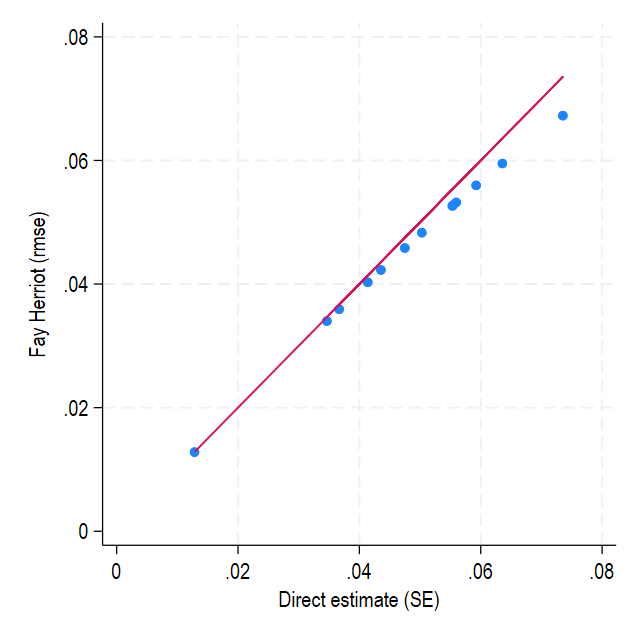 .08
.06
.04
.02
0
Fay Herriot (rmse)
0 .02 .04 .06 .08
Direct estimate (SE)